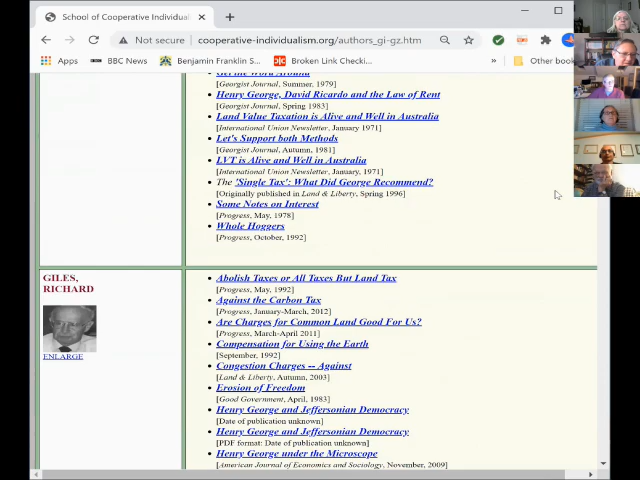 School of Cooperative Individual
Not secure
cooperative-individualism.org/authors_gi-gz.htm
Apps
BBC News
Benjamin Franklin S
Broken Link Checki...
»
Other book
Get the Word Around
[Georgist Journal, Summer, 1979]
Henry George, David Ricardo and the Law of Rent
[Georgist Journal, Spring 1983]
Land Value Taxation is Alive and Well in Australia
[International Union Newsletter, January 1971]
Let's Support both Methods
[Georgist Journal, Autumn, 1981]
LVT is Alive and Well in Australia
[International Union Newsletter, January, 1971]
The 'Single Tax': What Did George Recommend?
[Originally published in Land & Liberty, Spring 1996]
Some Notes on Interest
[Progress, May, 1978]
Whole Hoggers
[Progress, October, 1992]
GILES,
RICHARD
ENLARGE
Abolish Taxes or All Taxes But Land Tax
[Progress, May, 1992]
Against the Carbon Tax
[Progress, January-March, 2012]
Are Charges for Common Land Good For Us?
[Progress, March-April 2011]
Compensation for Using the Earth
[September, 1992]
Congestion Charges -- Against
[Land & Liberty, Autumn, 2003]
Erosion of Freedom
[Good Government, April, 1983]
Henry George and Jeffersonian Democracy
[Date of publication unknown]
Henry George and Jeffersonian Democracy
[PDF format: Date of publication unknown]
Henry George under the Microscope
[American Journal of Economics and Sociology, November, 2009]